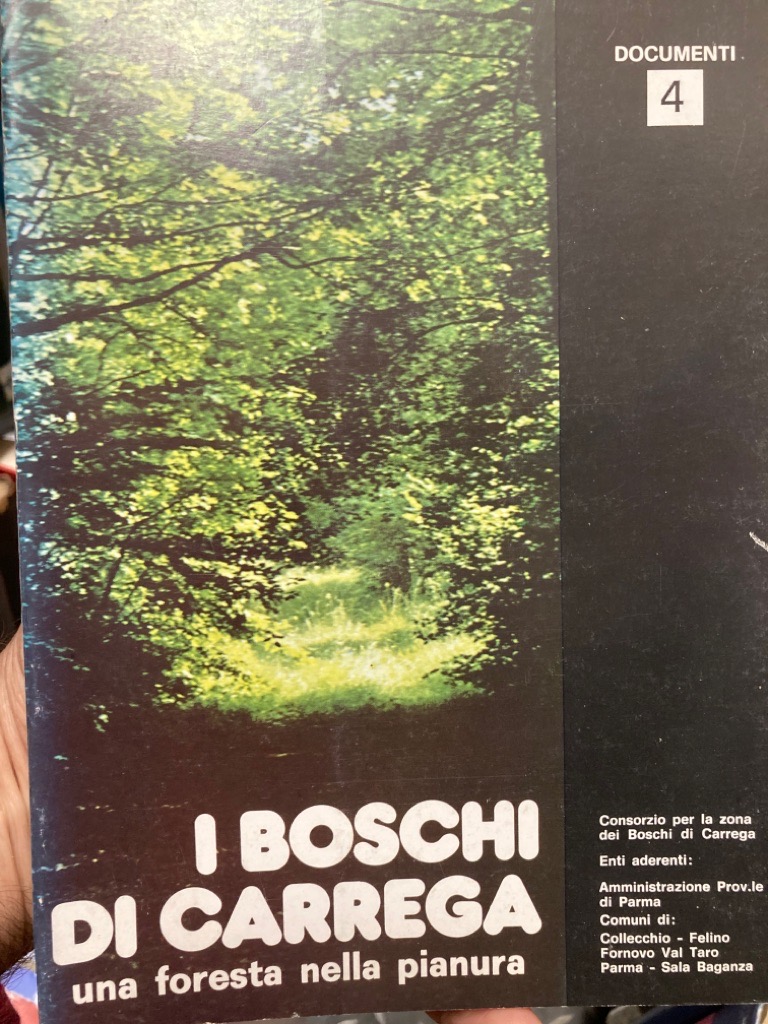 DOCUMENTI
4
I BOSCHI
DI CARREGA
una foresta nella pianura
Consorzio per la zona
dei Boschi di Carrega
Enti aderenti:
Amministrazione Prov.le
di Parma
Comuni di:
Collecchio - Felino
Fornovo Val Taro
Parma - Sala Baganza